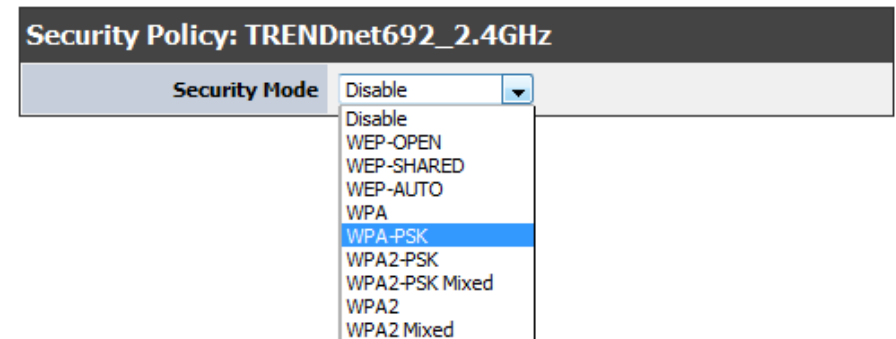 Security Policy: TRENDnet692_2.4GHz
Security Mode Disable
Disable
WEP-OPEN
WEP-SHARED
WEP-AUTO
WPA
WPA-PSK
WPA2-PSK
WPA2-PSK Mixed
WPA2
WPA2 Mixed